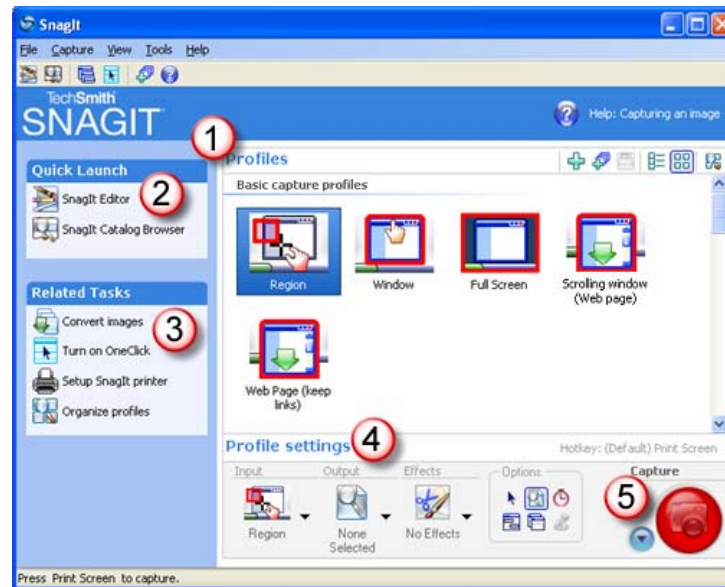 SnagIt
File Capture View Tools Help
TechSmith
SNAGIT
Help: Capturing an image
1
Profiles
Quick Launch
2
SnagIt Editor
SnagIt Catalog Browser
Basic capture profiles
Region
Window
Full Screen
Scrolling window
(Web page)
Web Page (keep
links)
Related Tasks
3
Convert images
Turn on OneClick
Setup SnagIt printer
Organize profiles
Profile settings
4
Hotkey: (Default) Print Screen
Input
Output
Effects
Options
Capture
5
Region
None
Selected
No Effects
Press Print Screen to capture.